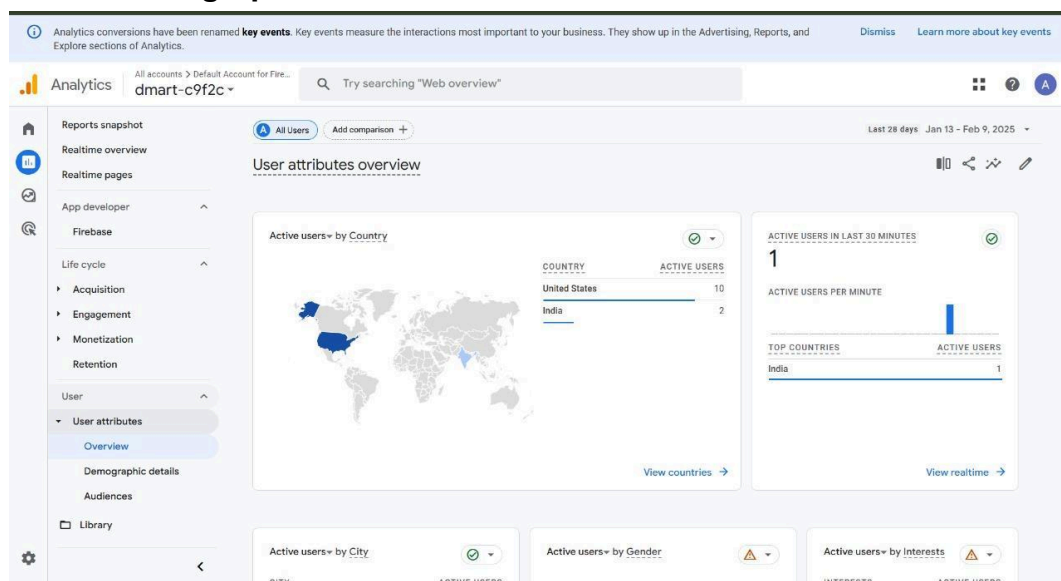 Analytics conversions have been renamed key events. Key events measure the interactions most important to your business. They show up in the Advertising, Reports, and
Explore sections of Analytics.
Dismiss
Learn more about key events
Analytics
All accounts > Default Account for Fire...
dmart-c9f2c
Try searching "Web overview"
A
Reports snapshot
Realtime overview
Realtime pages
App developer
Firebase
Life cycle
Acquisition
Engagement
Monetization
Retention
User
User attributes
Overview
Demographic details
Audiences
Library
A All Users
Add comparison +
Last 28 days Jan 13 - Feb 9, 2025
User attributes overview
Active users by Country
COUNTRY ACTIVE USERS
United States 10
India 2
View countries →
ACTIVE USERS IN LAST 30 MINUTES
1
ACTIVE USERS PER MINUTE
TOP COUNTRIES ACTIVE USERS
India 1
View realtime →
Active users by City
Active users by Gender
Active users by Interests